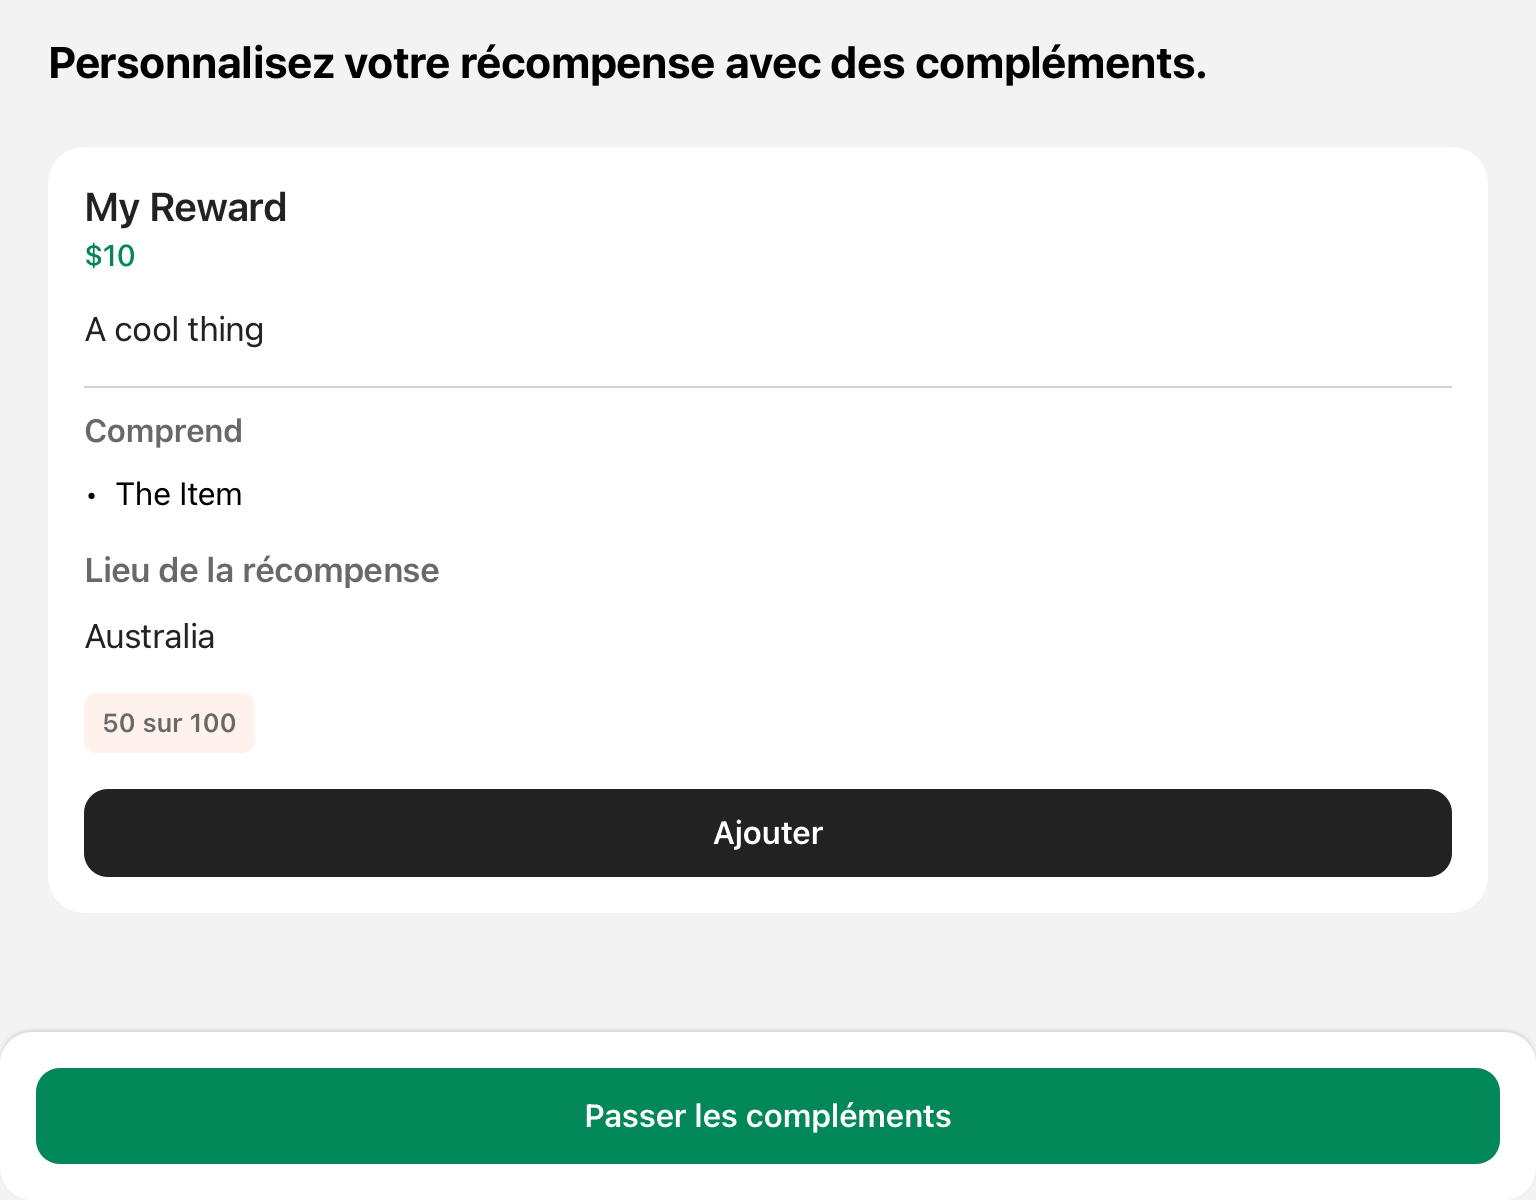 Personnalisez votre récompense avec des compléments.
My Reward
$10
A cool thing
Comprend
• The Item
Lieu de la récompense
Australia
50 sur 100
Ajouter
Passer les compléments